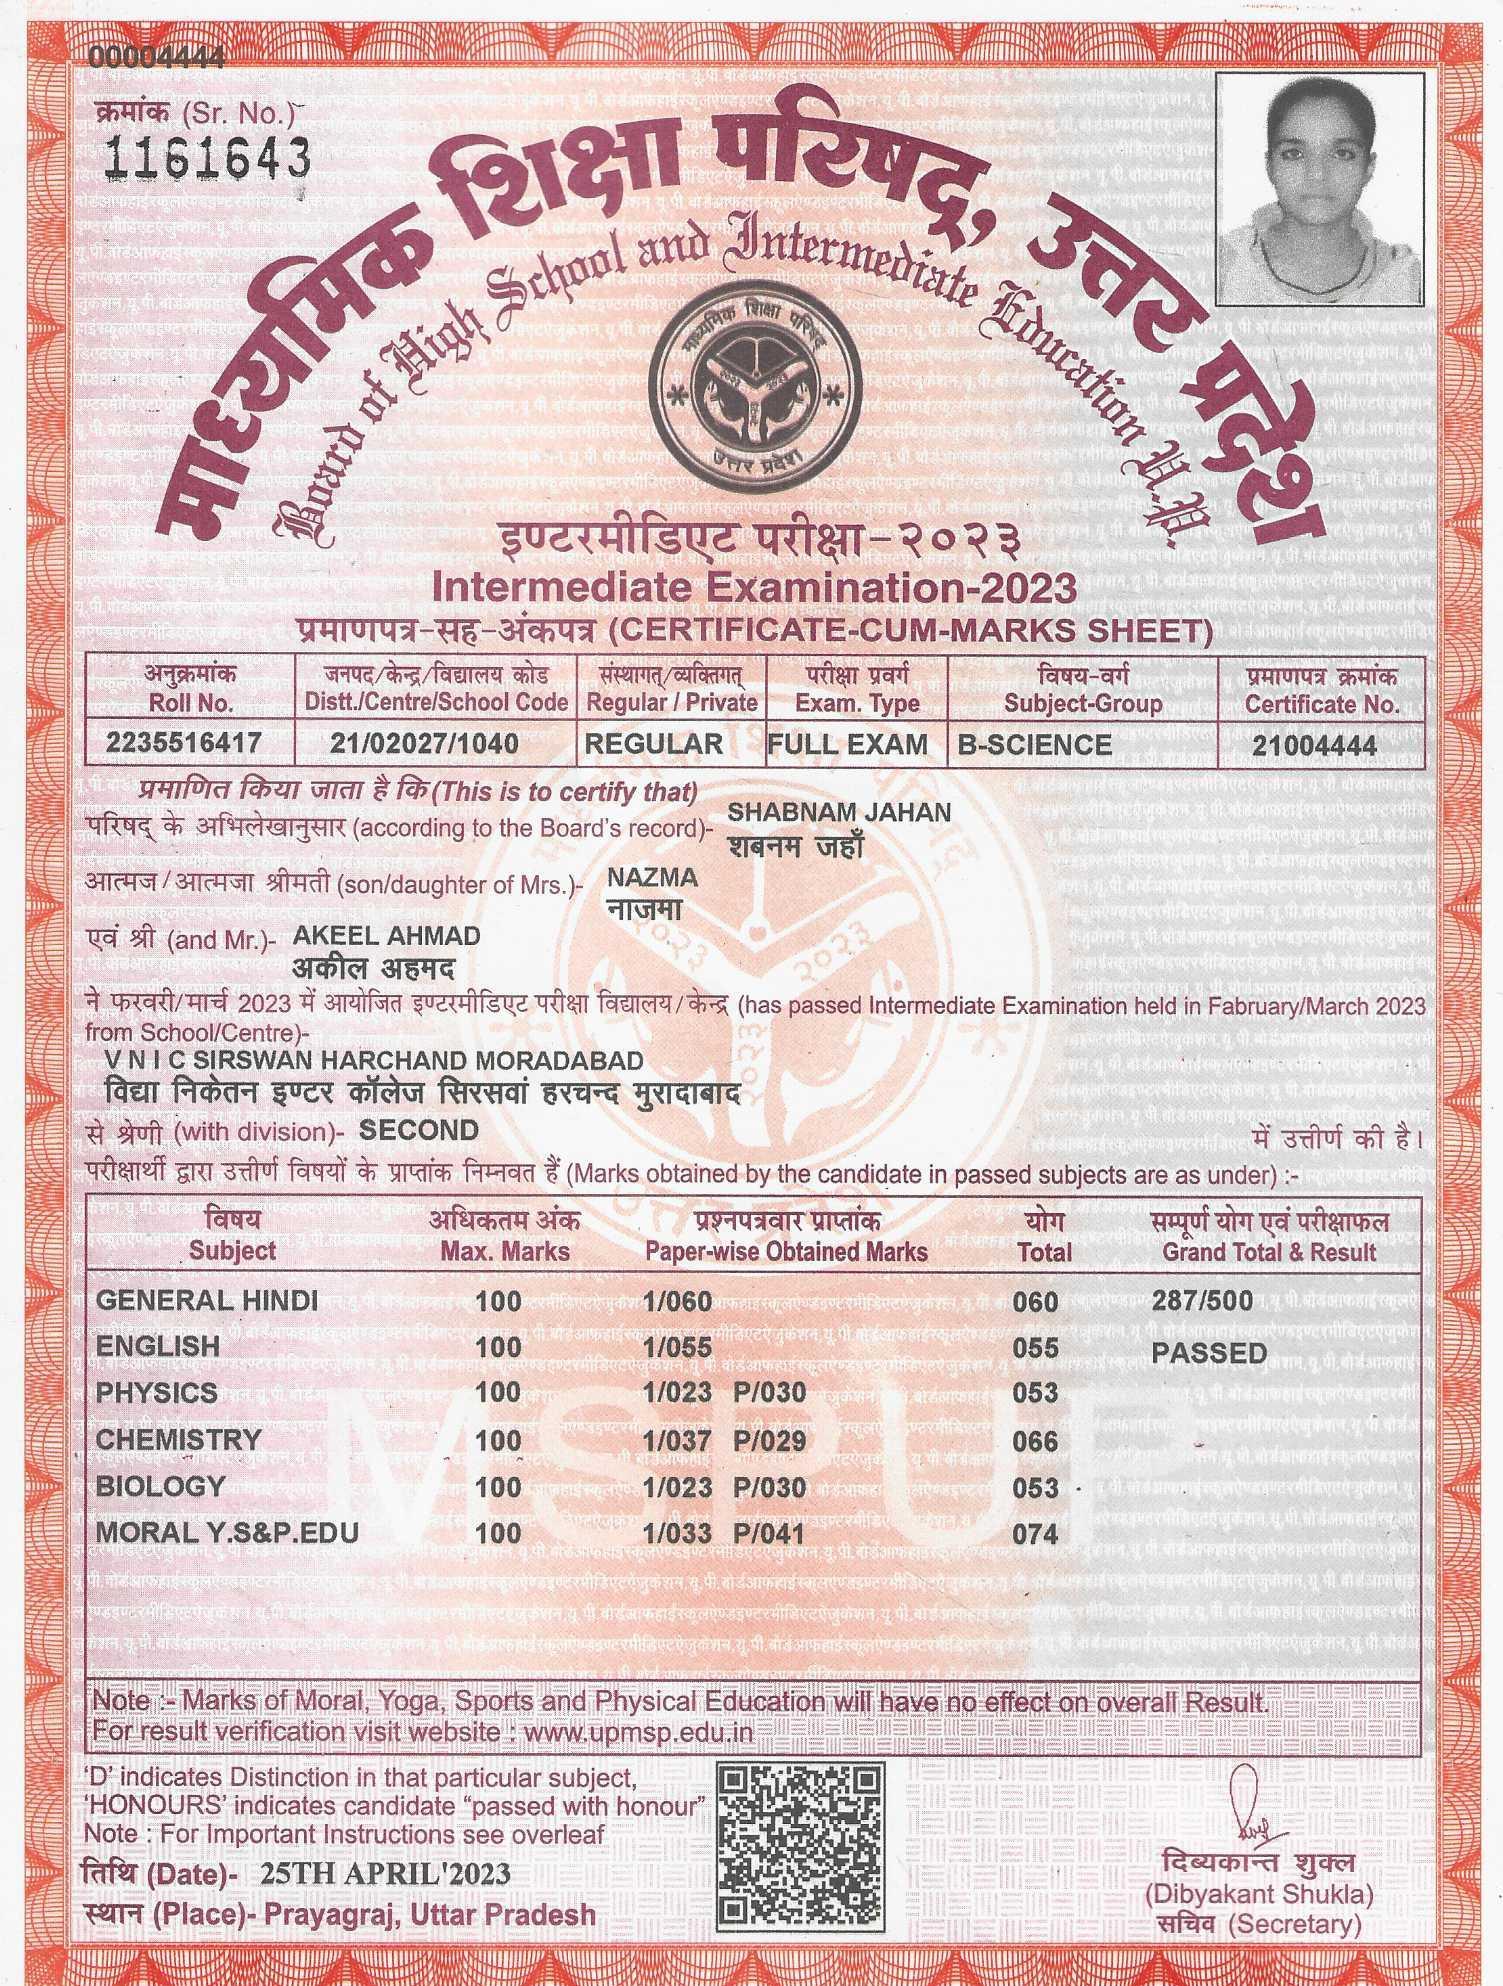 00004444
क्रमांक (Sr. No.)
1161643
माध्यमिक शिक्षा परिषद्, उत्तर प्रदेश
Board of High School and Intermediate Education U.P.
माध्यमिक शिक्षा परिषद्
उत्तर प्रदेश
इण्टरमीडिएट परीक्षा-२०२३
Intermediate Examination-2023
प्रमाणपत्र-सह-अंकपत्र (CERTIFICATE-CUM-MARKS SHEET)
अनुक्रमांक जनपद/केन्द्र/विद्यालय कोड संस्थागत/व्यक्तिगत् परीक्षा प्रवर्ग विषय-वर्ग प्रमाणपत्र क्रमांक
Roll No. Distt./Centre/School Code Regular / Private Exam. Type Subject-Group Certificate No.
2235516417 21/02027/1040 REGULAR FULL EXAM B-SCIENCE 21004444
प्रमाणित किया जाता है कि (This is to certify that)
परिषद् के अभिलेखानुसार (according to the Board's record)- SHABNAM JAHAN
शबनम जहाँ
आत्मज/आत्मजा श्रीमती (son/daughter of Mrs.)- NAZMA
नाजमा
एवं श्री (and Mr.)- AKEEL AHMAD
अकील अहमद
ने फरवरी/मार्च 2023 में आयोजित इण्टरमीडिएट परीक्षा विद्यालय/केन्द्र (has passed Intermediate Examination held in Fabruary/March 2023
from School/Centre)-
V N I C SIRSWAN HARCHAND MORADABAD
विद्या निकेतन इण्टर कॉलेज सिरसवां हरचन्द मुरादाबाद
से श्रेणी (with division)- SECOND में उत्तीर्ण की है।
परीक्षार्थी द्वारा उत्तीर्ण विषयों के प्राप्तांक निम्नवत हैं (Marks obtained by the candidate in passed subjects are as under) :-
विषय अधिकतम अंक प्रश्नपत्रवार प्राप्तांक योग सम्पूर्ण योग एवं परीक्षाफल
Subject Max. Marks Paper-wise Obtained Marks Total Grand Total & Result
GENERAL HINDI 100 1/060 060 287/500
ENGLISH 100 1/055 055 PASSED
PHYSICS 100 1/023 P/030 053
CHEMISTRY 100 1/037 P/029 066
BIOLOGY 100 1/023 P/030 053
MORAL Y.S&P.EDU 100 1/033 P/041 074
MSPUP
Note :- Marks of Moral, Yoga, Sports and Physical Education will have no effect on overall Result.
For result verification visit website : www.upmsp.edu.in
'D' indicates Distinction in that particular subject,
'HONOURS' indicates candidate "passed with honour"
Note : For Important Instructions see overleaf
तिथि (Date)- 25TH APRIL'2023
स्थान (Place)- Prayagraj, Uttar Pradesh
दिब्यकान्त शुक्ल
(Dibyakant Shukla)
सचिव (Secretary)